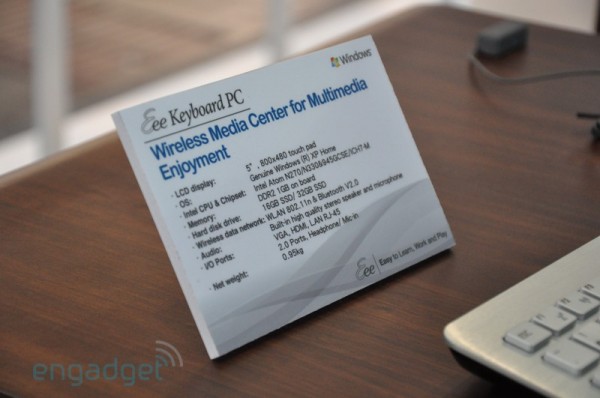 Windows
Eee Keyboard PC
Wireless Media Center for Multimedia
Enjoyment
· LCD display: 5" , 800x480 touch pad
· OS: Genuine Windows (R) XP Home
· Intel CPU & Chipset: Intel Atom N270/N330&945GCSE/ICH7-M
· Memory: DDR2 1GB on board
· Hard disk drive: 16GB SSD/ 32GB SSD
· Wireless data network: WLAN 802.11n & Bluetooth V2.0
· Audio: Built-in high quality stereo speaker and microphone
· I/O Ports: VGA, HDMI, LAN RJ-45
2.0 Ports, Headphone/ Mic-in
· Net weight: 0.95kg
Eee Easy to Learn, Work and Play
engadget